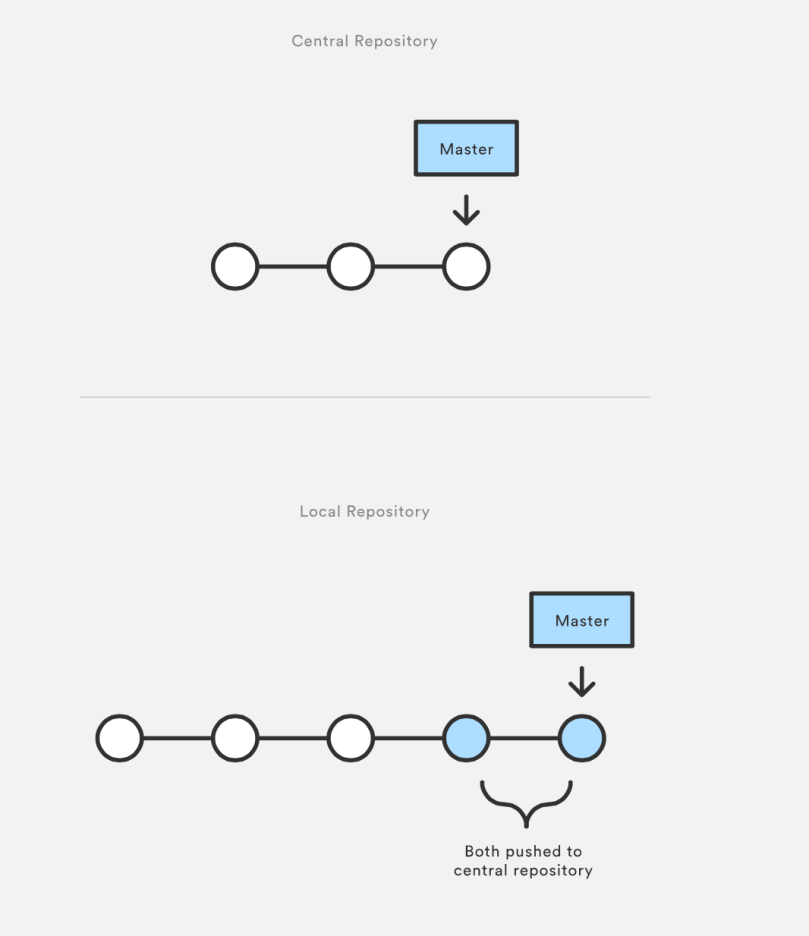 Central Repository
Master
Local Repository
Master
Both pushed to
central repository